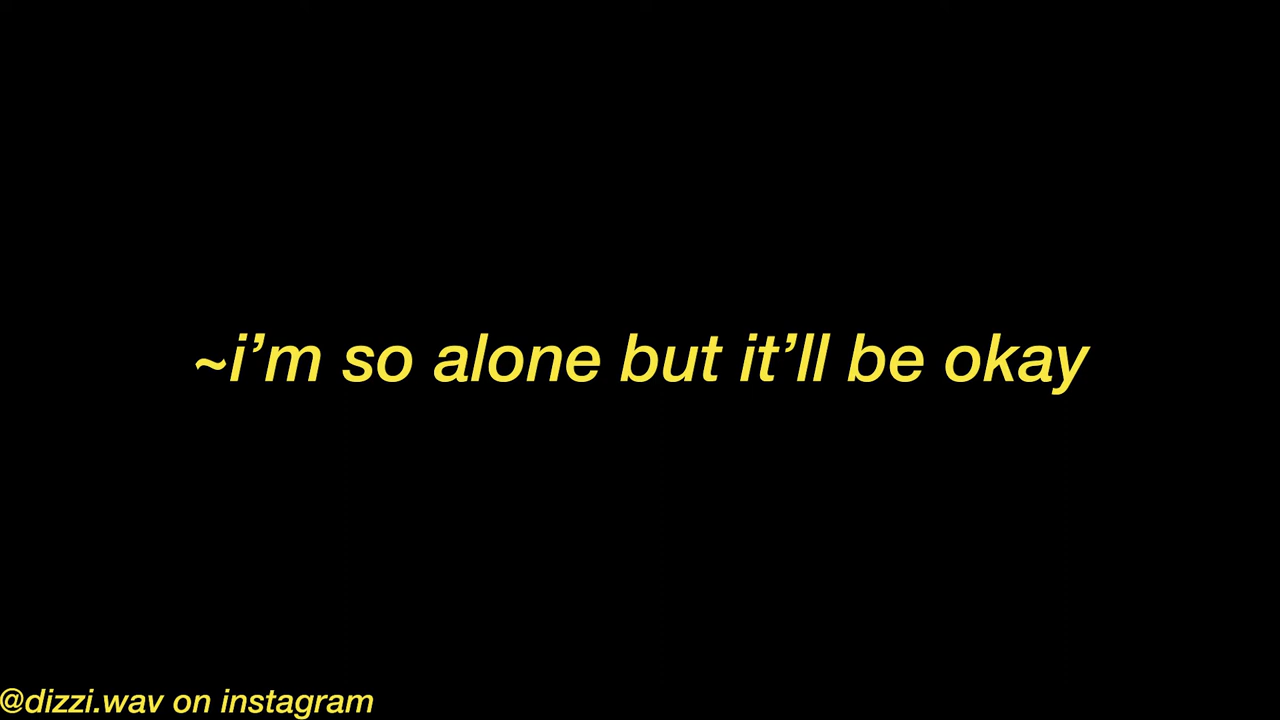 ~i’m so alone but it’ll be okay
@dizzi.wav on instagram